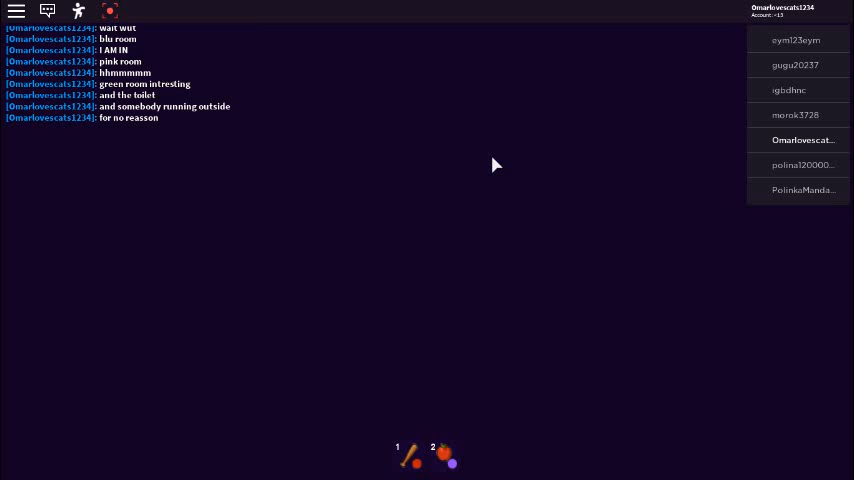 Omarlovescats1234
Account: <13
[Omarlovescats1234]: wait wut
[Omarlovescats1234]: blu room
[Omarlovescats1234]: I AM IN
[Omarlovescats1234]: pink room
[Omarlovescats1234]: hhmmmmm
[Omarlovescats1234]: green room intresting
[Omarlovescats1234]: and the toilet
[Omarlovescats1234]: and somebody running outside
[Omarlovescats1234]: for no reasson
eym123eym
gugu20237
igbdhnc
morok3728
Omarlovescat...
polina120000...
PolinkaManda...
1 2